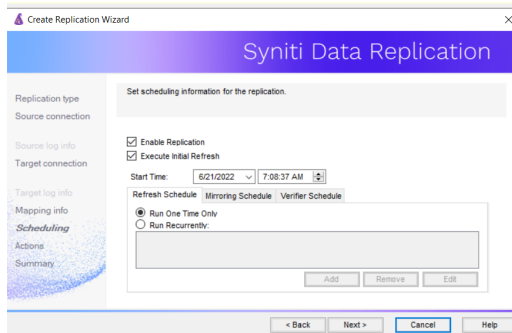 Create Replication Wizard
Syniti Data Replication
Replication type
Source connection
Source log info
Target connection
Target log info
Mapping info
Scheduling
Actions
Summary
Set scheduling information for the replication.
Enable Replication
Execute Initial Refresh
Start Time: 6/21/2022 7:08:37 AM
Refresh Schedule Mirroring Schedule Verifier Schedule
Run One Time Only
Run Recurrently:
Add Remove Edit
< Back Next > Cancel Help